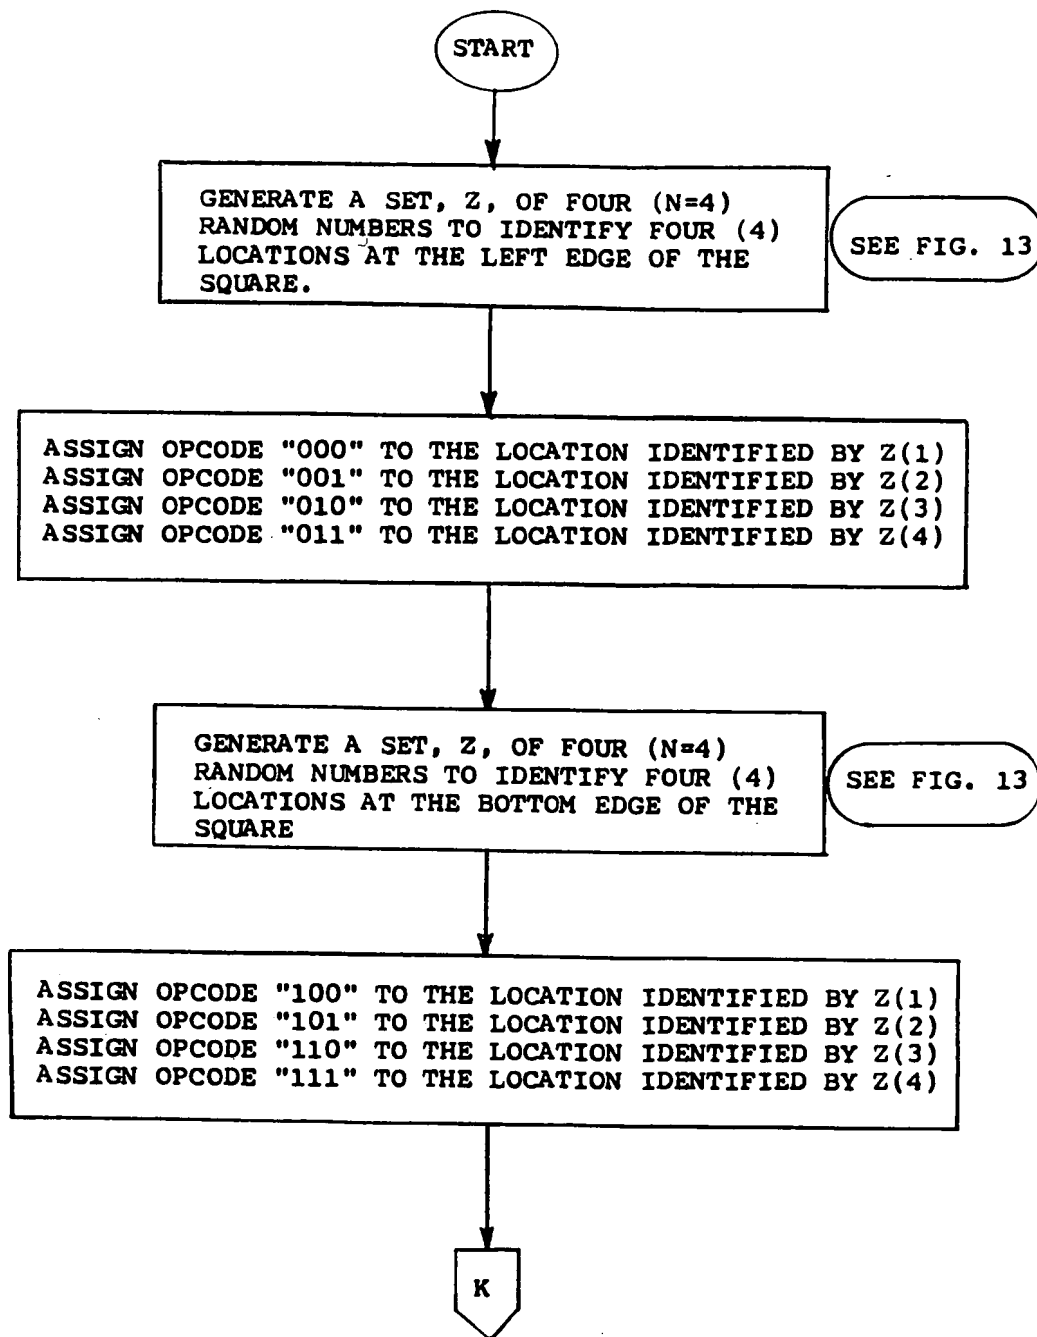 START
GENERATE A SET, Z, OF FOUR (N=4)
RANDOM NUMBERS TO IDENTIFY FOUR (4)
LOCATIONS AT THE LEFT EDGE OF THE
SQUARE.
SEE FIG. 13
ASSIGN OPCODE "000" TO THE LOCATION IDENTIFIED BY Z(1)
ASSIGN OPCODE "001" TO THE LOCATION IDENTIFIED BY Z(2)
ASSIGN OPCODE "010" TO THE LOCATION IDENTIFIED BY Z(3)
ASSIGN OPCODE "011" TO THE LOCATION IDENTIFIED BY Z(4)
GENERATE A SET, Z, OF FOUR (N=4)
RANDOM NUMBERS TO IDENTIFY FOUR (4)
LOCATIONS AT THE BOTTOM EDGE OF THE
SQUARE
SEE FIG. 13
ASSIGN OPCODE "100" TO THE LOCATION IDENTIFIED BY Z(1)
ASSIGN OPCODE "101" TO THE LOCATION IDENTIFIED BY Z(2)
ASSIGN OPCODE "110" TO THE LOCATION IDENTIFIED BY Z(3)
ASSIGN OPCODE "111" TO THE LOCATION IDENTIFIED BY Z(4)
K